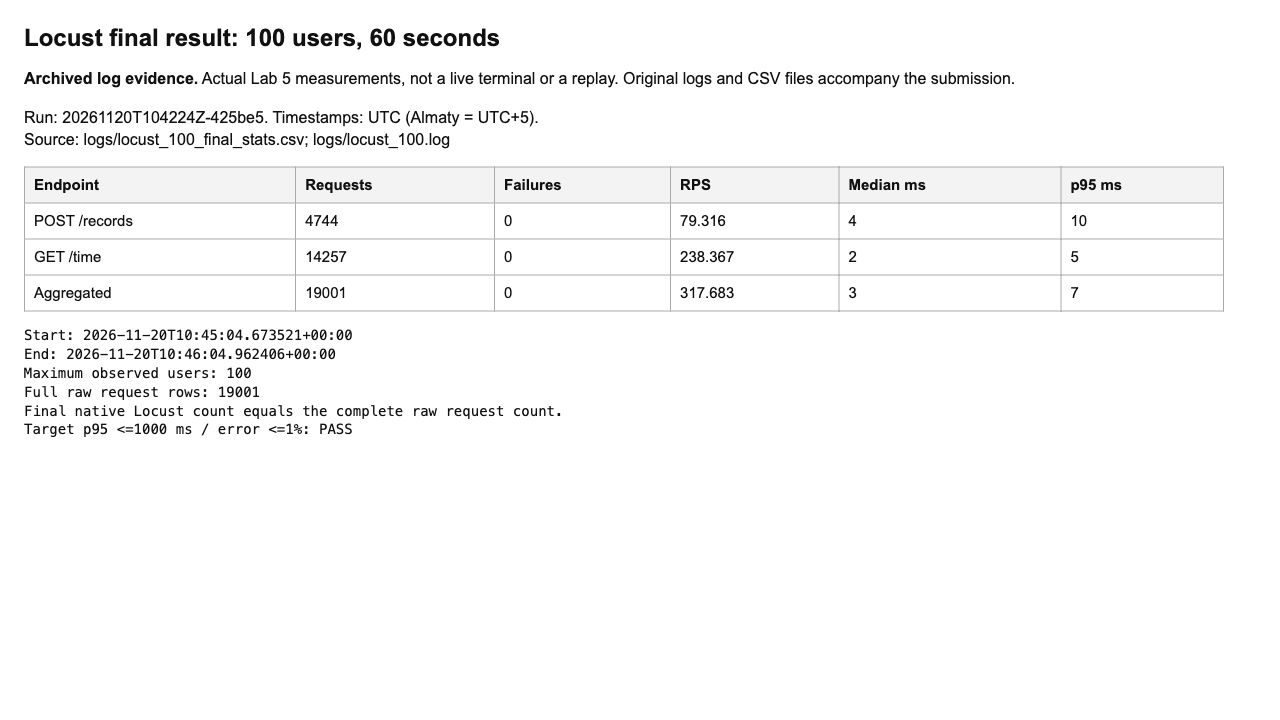 Locust final result: 100 users, 60 seconds
Archived log evidence. Actual Lab 5 measurements, not a live terminal or a replay. Original logs and CSV files accompany the submission.
Run: 20261120T104224Z-425be5. Timestamps: UTC (Almaty = UTC+5).
Source: logs/locust_100_final_stats.csv; logs/locust_100.log
Endpoint Requests Failures RPS Median ms p95 ms
POST /records 4744 0 79.316 4 10
GET /time 14257 0 238.367 2 5
Aggregated 19001 0 317.683 3 7
Start: 2026-11-20T10:45:04.673521+00:00
End: 2026-11-20T10:46:04.962406+00:00
Maximum observed users: 100
Full raw request rows: 19001
Final native Locust count equals the complete raw request count.
Target p95 <=1000 ms / error <=1%: PASS